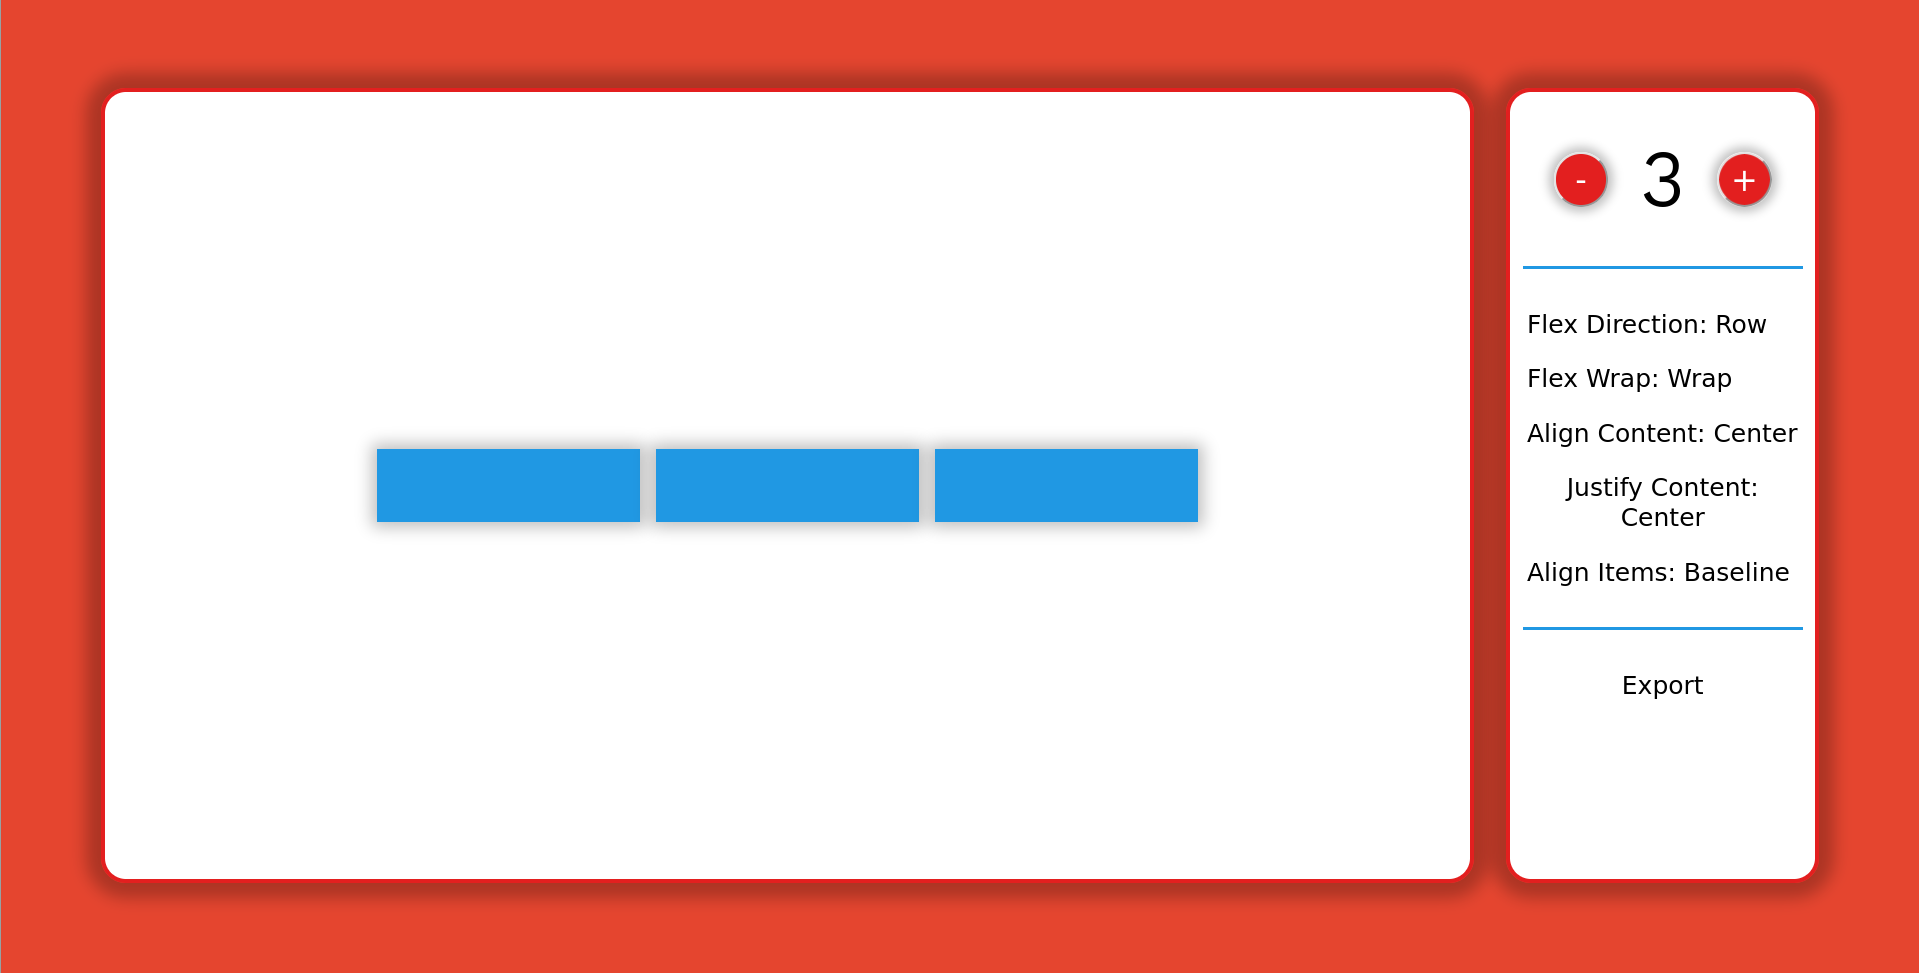 - 3 +
Flex Direction: Row
Flex Wrap: Wrap
Align Content: Center
Justify Content:
Center
Align Items: Baseline
Export